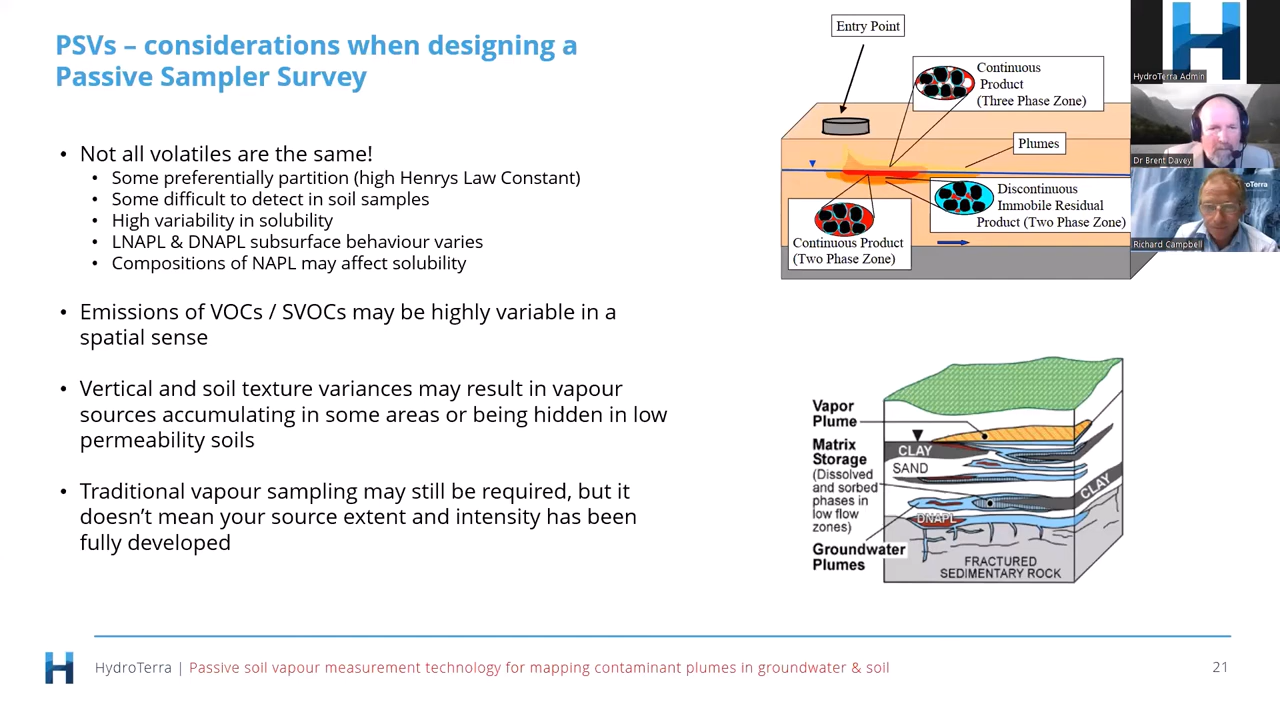 PSVs – considerations when designing a
Passive Sampler Survey
• Not all volatiles are the same!
• Some preferentially partition (high Henrys Law Constant)
• Some difficult to detect in soil samples
• High variability in solubility
• LNAPL & DNAPL subsurface behaviour varies
• Compositions of NAPL may affect solubility
• Emissions of VOCs / SVOCs may be highly variable in a
spatial sense
• Vertical and soil texture variances may result in vapour
sources accumulating in some areas or being hidden in low
permeability soils
• Traditional vapour sampling may still be required, but it
doesn’t mean your source extent and intensity has been
fully developed
Entry Point
Continuous
Product
(Three Phase Zone)
Plumes
Discontinuous
Immobile Residual
Product (Two Phase Zone)
Continuous Product
(Two Phase Zone)
HydroTerra Admin
Dr Brent Davey
Richard Campbell
Vapor
Plume
Matrix
Storage
(Dissolved
and sorbed
phases in
low flow
zones)
Groundwater
Plumes
CLAY
SAND
CLAY
DNAPL
FRACTURED
SEDIMENTARY ROCK
HydroTerra | Passive soil vapour measurement technology for mapping contaminant plumes in groundwater & soil
21